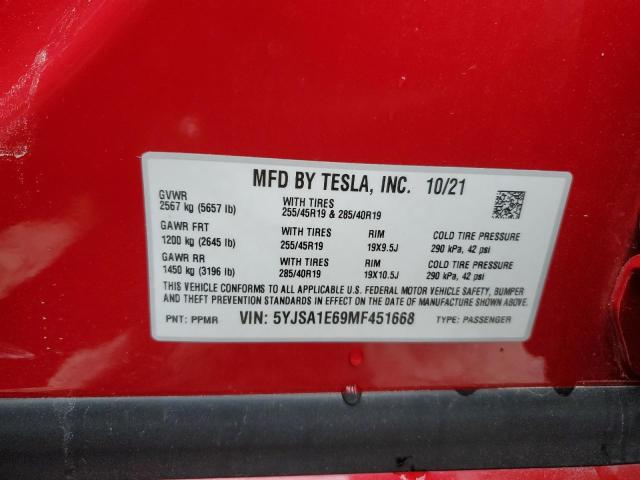 MFD BY TESLA, INC. 10/21
GVWR
2567 kg (5657 lb)
WITH TIRES
255/45R19 & 285/40R19
GAWR FRT
1200 kg (2645 lb)
WITH TIRES
255/45R19
RIM
19X9.5J
COLD TIRE PRESSURE
290 kPa, 42 psi
GAWR RR
1450 kg (3196 lb)
WITH TIRES
285/40R19
RIM
19X10.5J
COLD TIRE PRESSURE
290 kPa, 42 psi
THIS VEHICLE CONFORMS TO ALL APPLICABLE U.S. FEDERAL MOTOR VEHICLE SAFETY, BUMPER
AND THEFT PREVENTION STANDARDS IN EFFECT ON THE DATE OF MANUFACTURE SHOWN ABOVE.
PNT: PPMR VIN: 5YJSA1E69MF451668 TYPE: PASSENGER